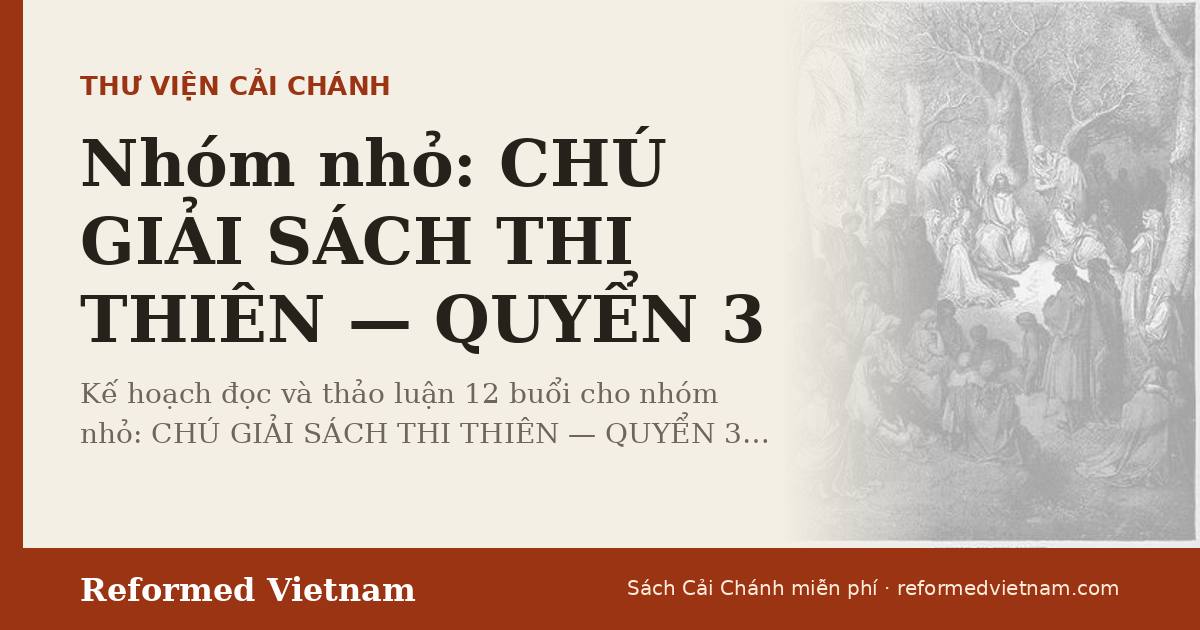 THƯ VIỆN CẢI CHÁNH
Nhóm nhỏ: CHÚ
GIẢI SÁCH THI
THIÊN — QUYỂN 3
Kế hoạch đọc và thảo luận 12 buổi cho nhóm
nhỏ: CHÚ GIẢI SÁCH THI THIÊN — QUYỂN 3...
Reformed Vietnam
Sách Cải Chánh miễn phí · reformedvietnam.com